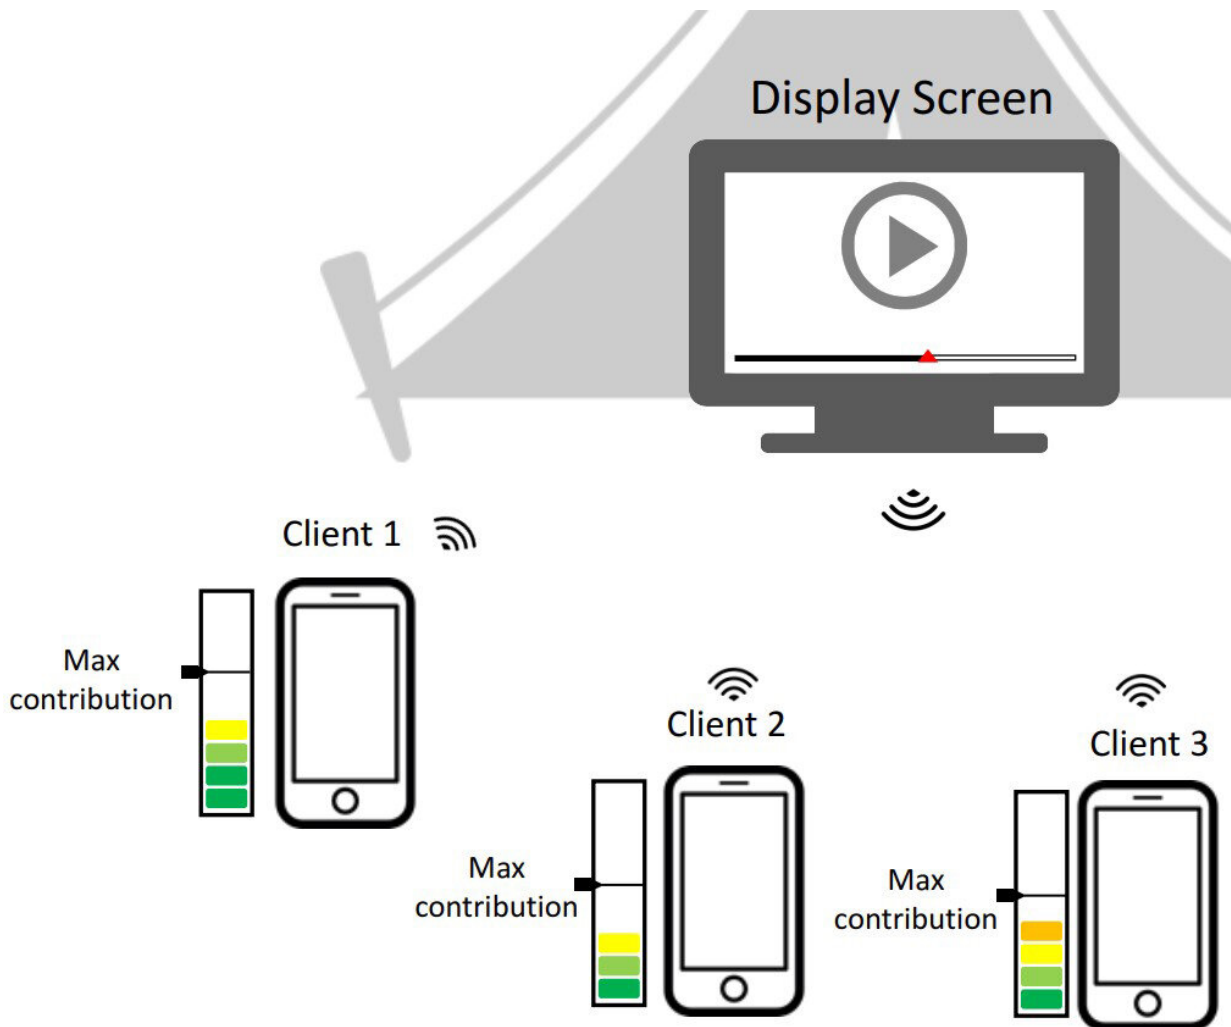 Display Screen
Client 1
Max
contribution
Client 2
Client 3
Max
contribution
Max
contribution